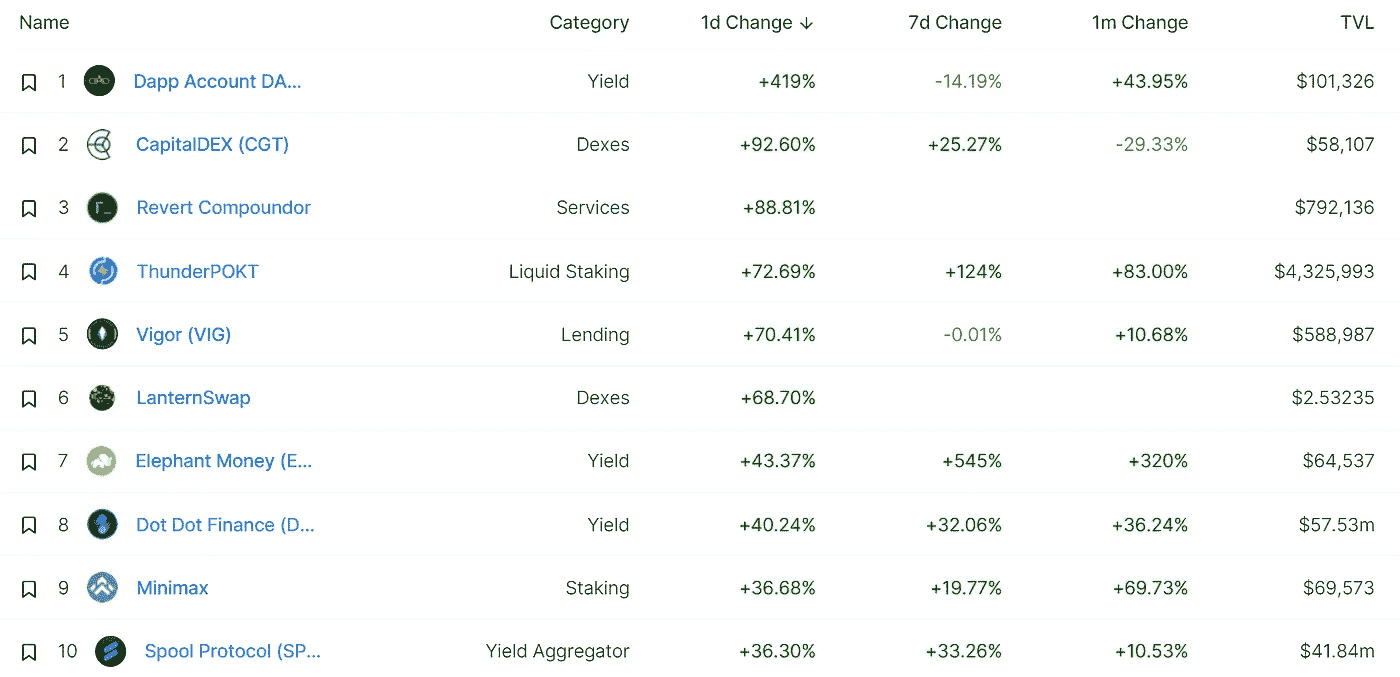 Name Category 1d Change ↓ 7d Change 1m Change TVL
1 Dapp Account DA... Yield +419% -14.19% +43.95% $101,326
2 CapitalDEX (CGT) Dexes +92.60% +25.27% -29.33% $58,107
3 Revert Compoundor Services +88.81% $792,136
4 ThunderPOKT Liquid Staking +72.69% +124% +83.00% $4,325,993
5 Vigor (VIG) Lending +70.41% -0.01% +10.68% $588,987
6 LanternSwap Dexes +68.70% $2.53235
7 Elephant Money (E... Yield +43.37% +545% +320% $64,537
8 Dot Dot Finance (D... Yield +40.24% +32.06% +36.24% $57.53m
9 Minimax Staking +36.68% +19.77% +69.73% $69,573
10 Spool Protocol (SP... Yield Aggregator +36.30% +33.26% +10.53% $41.84m